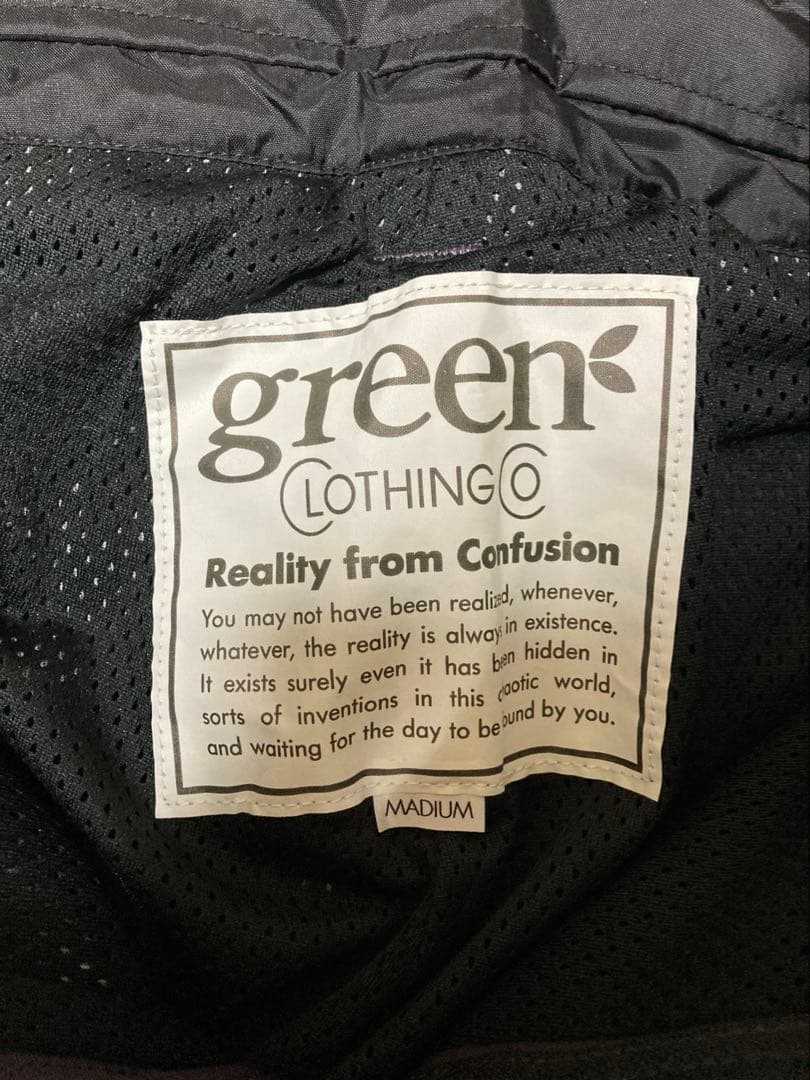 green
CLOTHING CO
Reality from Confusion
You may not have been realized, whenever,
whatever, the reality is always in existence.
It exists surely even it has been hidden in
sorts of inventions in this chaotic world,
and waiting for the day to be found by you.
MADIUM